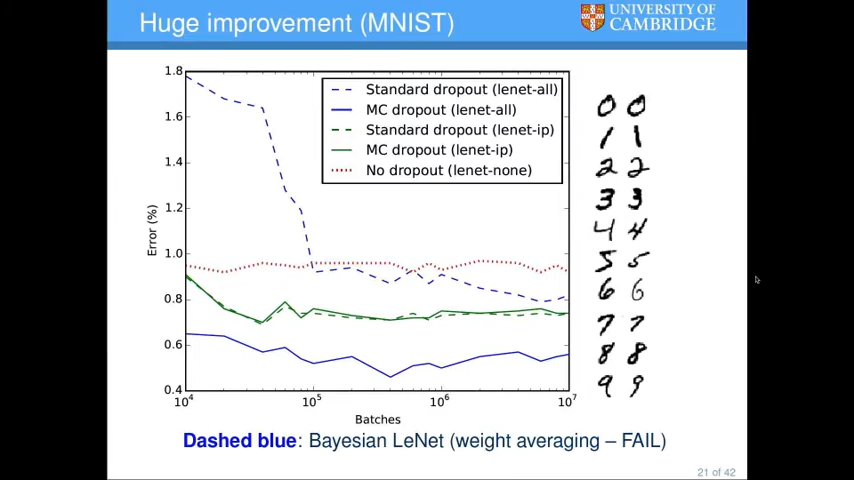 Huge improvement (MNIST)
UNIVERSITY OF
CAMBRIDGE
1.8
1.6
1.4
1.2
1.0
0.8
0.6
0.4
Error (%)
Standard dropout (lenet-all)
MC dropout (lenet-all)
Standard dropout (lenet-ip)
MC dropout (lenet-ip)
No dropout (lenet-none)
10⁴ 10⁵ 10⁶ 10⁷
Batches
0 0
1 1
2 2
3 3
4 4
5 5
6 6
7 7
8 8
9 9
Dashed blue: Bayesian LeNet (weight averaging – FAIL)
21 of 42